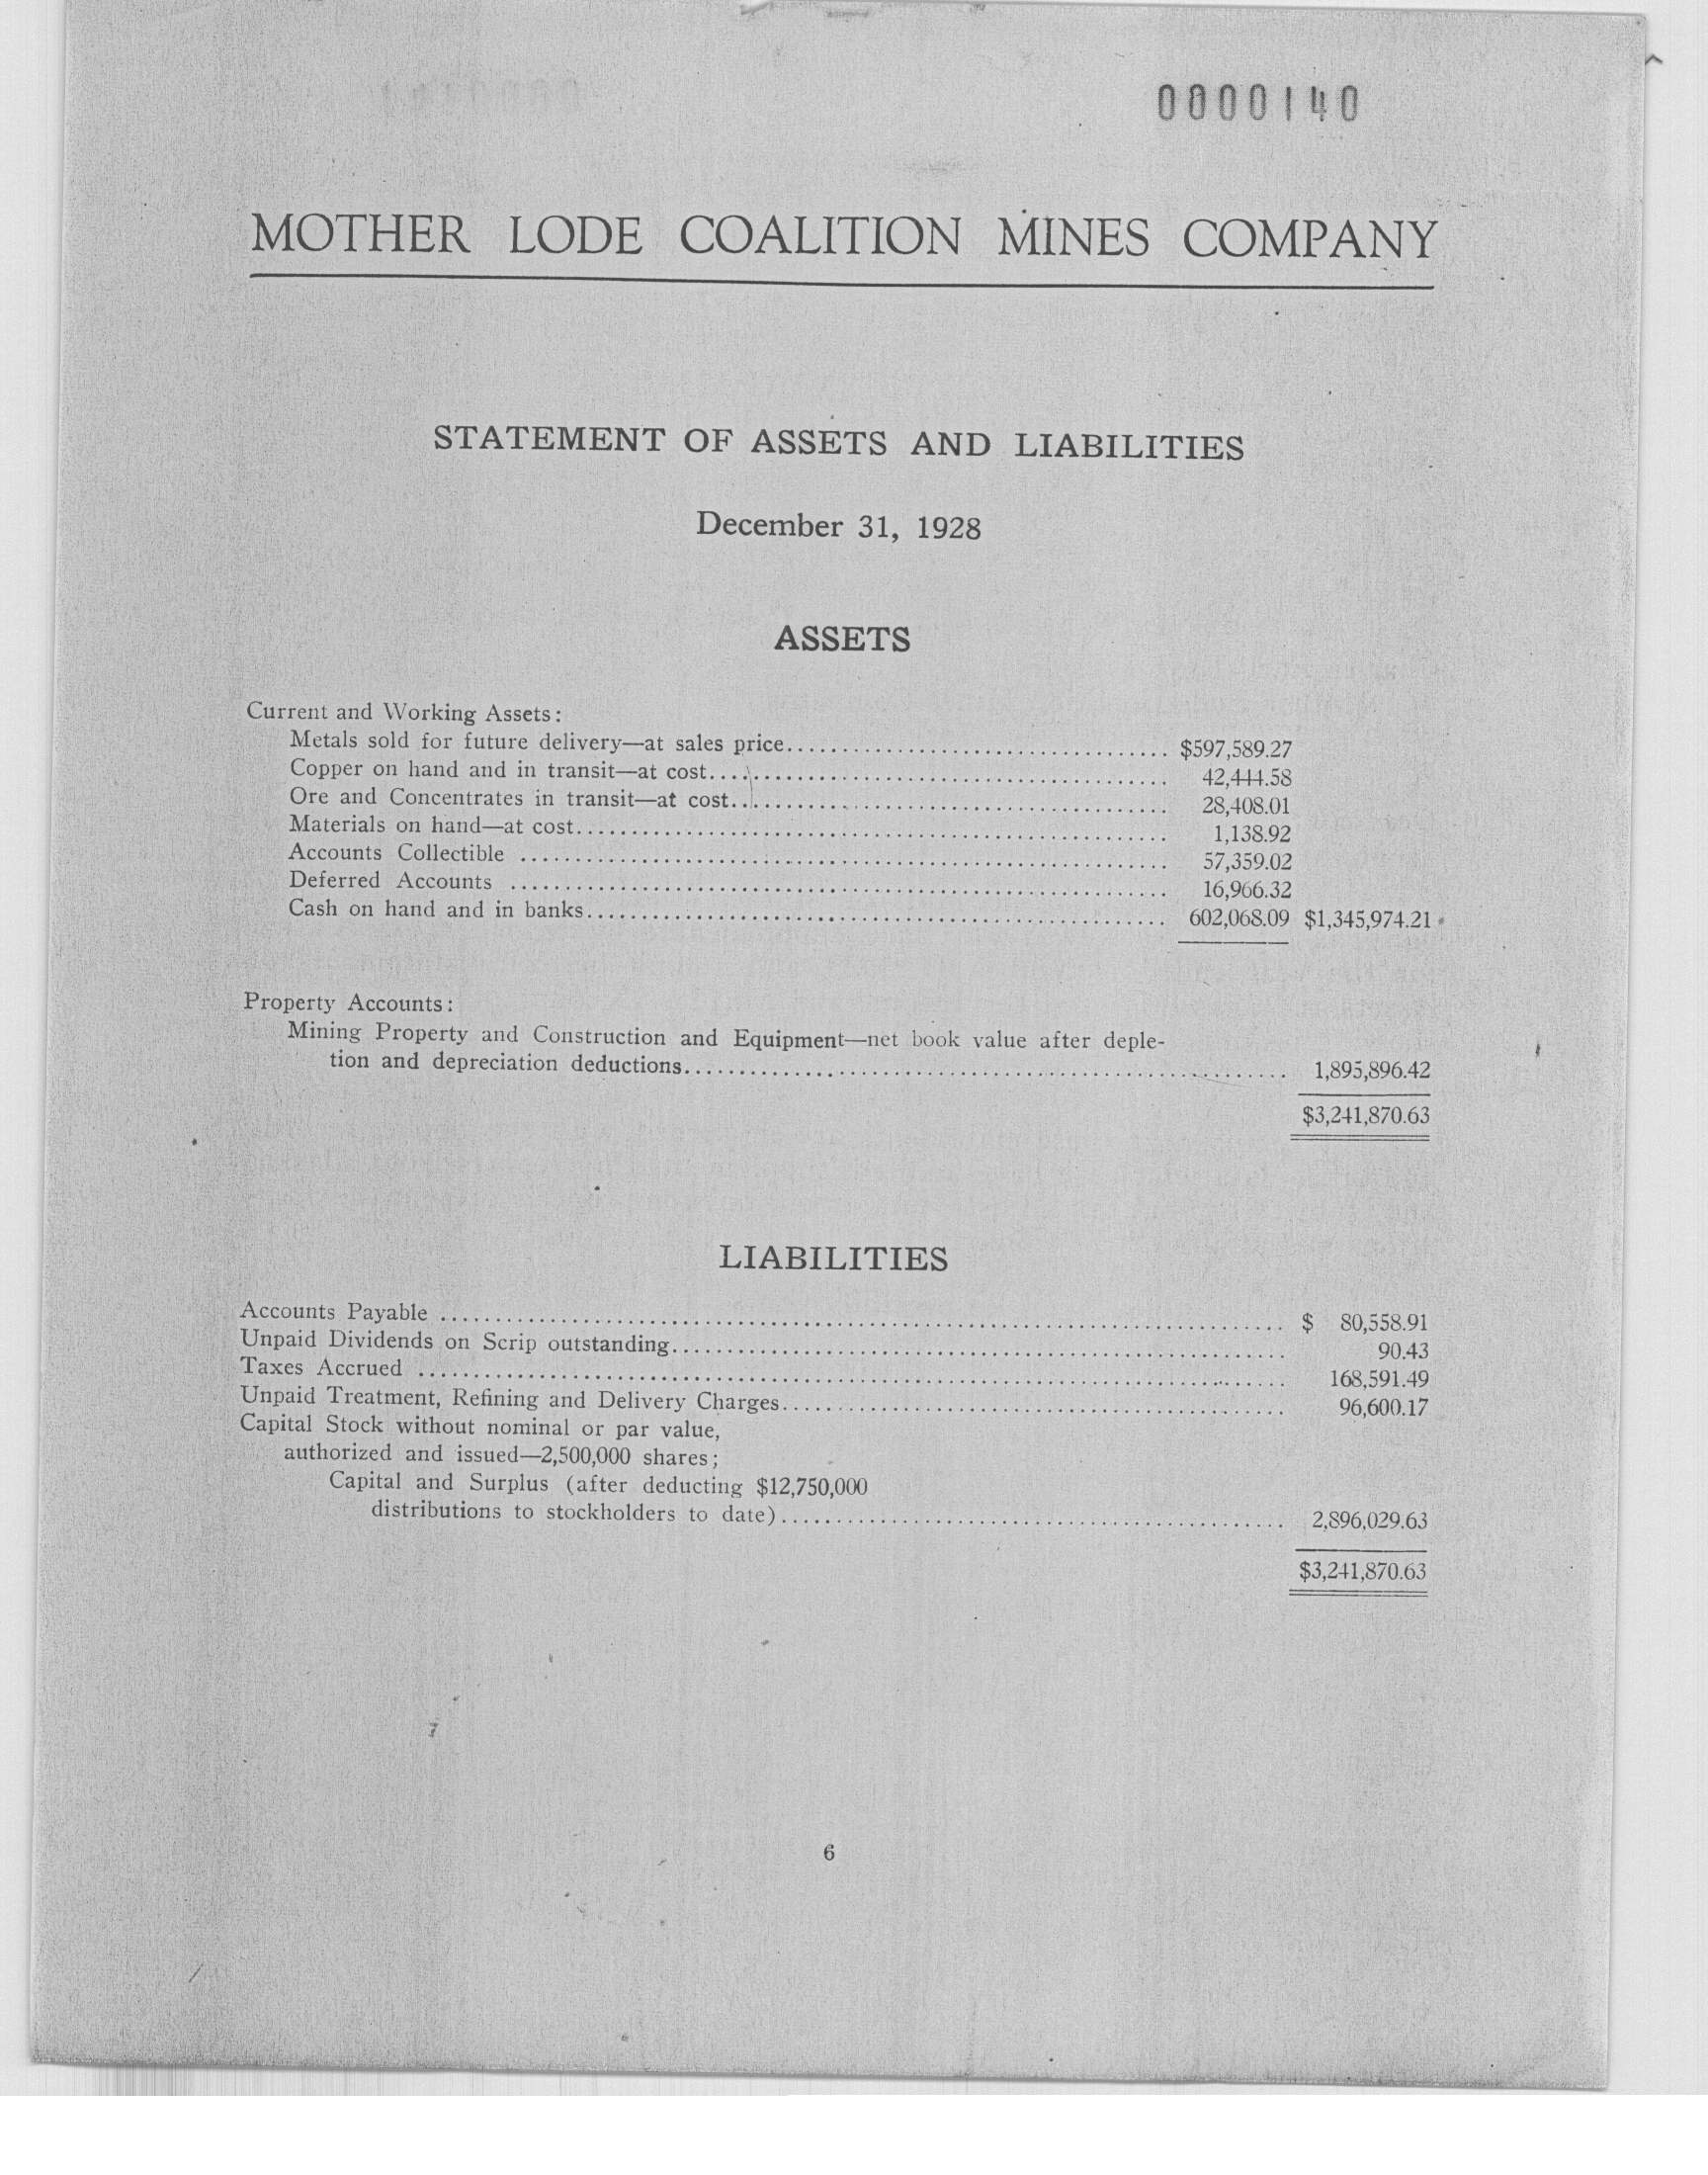 0000140
MOTHER LODE COALITION MINES COMPANY
STATEMENT OF ASSETS AND LIABILITIES
December 31, 1928
ASSETS
Current and Working Assets:
Metals sold for future delivery—at sales price.................................. $597,589.27
Copper on hand and in transit—at cost.......................................... 42,444.58
Ore and Concentrates in transit—at cost........................................ 28,408.01
Materials on hand—at cost...................................................... 1,138.92
Accounts Collectible .......................................................... 57,359.02
Deferred Accounts ............................................................. 16,966.32
Cash on hand and in banks..................................................... 602,068.09 $1,345,974.21
Property Accounts:
Mining Property and Construction and Equipment—net book value after deple-
tion and depreciation deductions...................................................... 1,895,896.42
$3,241,870.63
LIABILITIES
Accounts Payable ............................................................................. $ 80,558.91
Unpaid Dividends on Scrip outstanding........................................................ 90.43
Taxes Accrued ................................................................................ 168,591.49
Unpaid Treatment, Refining and Delivery Charges.............................................. 96,600.17
Capital Stock without nominal or par value,
authorized and issued—2,500,000 shares;
Capital and Surplus (after deducting $12,750,000
distributions to stockholders to date).............................................. 2,896,029.63
$3,241,870.63
6